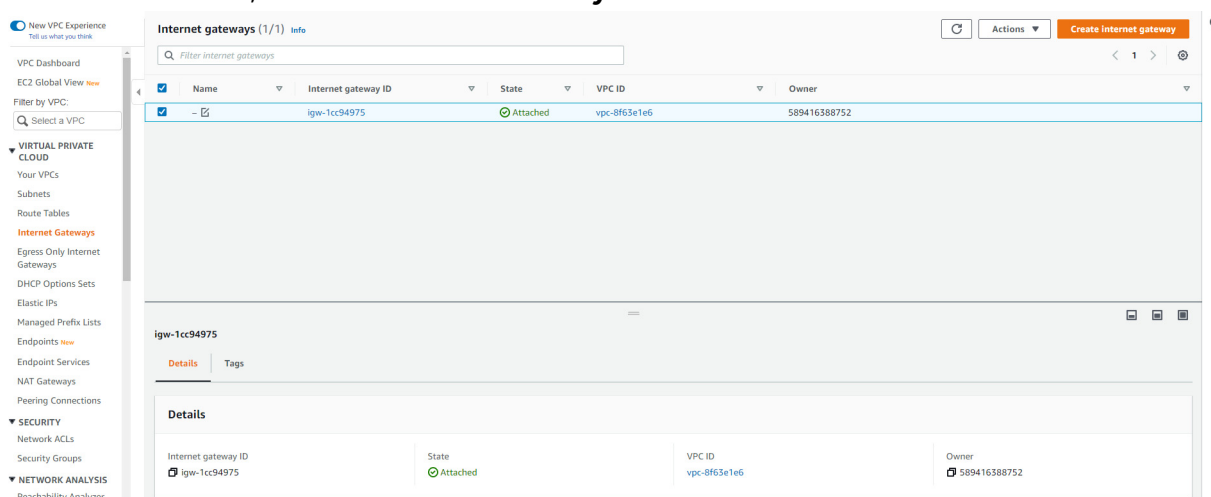 New VPC Experience
Tell us what you think
VPC Dashboard
EC2 Global View New
Filter by VPC:
Select a VPC
VIRTUAL PRIVATE
CLOUD
Your VPCs
Subnets
Route Tables
Internet Gateways
Egress Only Internet
Gateways
DHCP Options Sets
Elastic IPs
Managed Prefix Lists
Endpoints New
Endpoint Services
NAT Gateways
Peering Connections
SECURITY
Network ACLs
Security Groups
NETWORK ANALYSIS
Reachability Analyzer
Internet gateways (1/1) Info
Actions
Create internet gateway
Filter internet gateways
1
Name Internet gateway ID State VPC ID Owner
– igw-1cc94975 Attached vpc-8f63e1e6 589416388752
igw-1cc94975
Details Tags
Details
Internet gateway ID State VPC ID Owner
igw-1cc94975 Attached vpc-8f63e1e6 589416388752